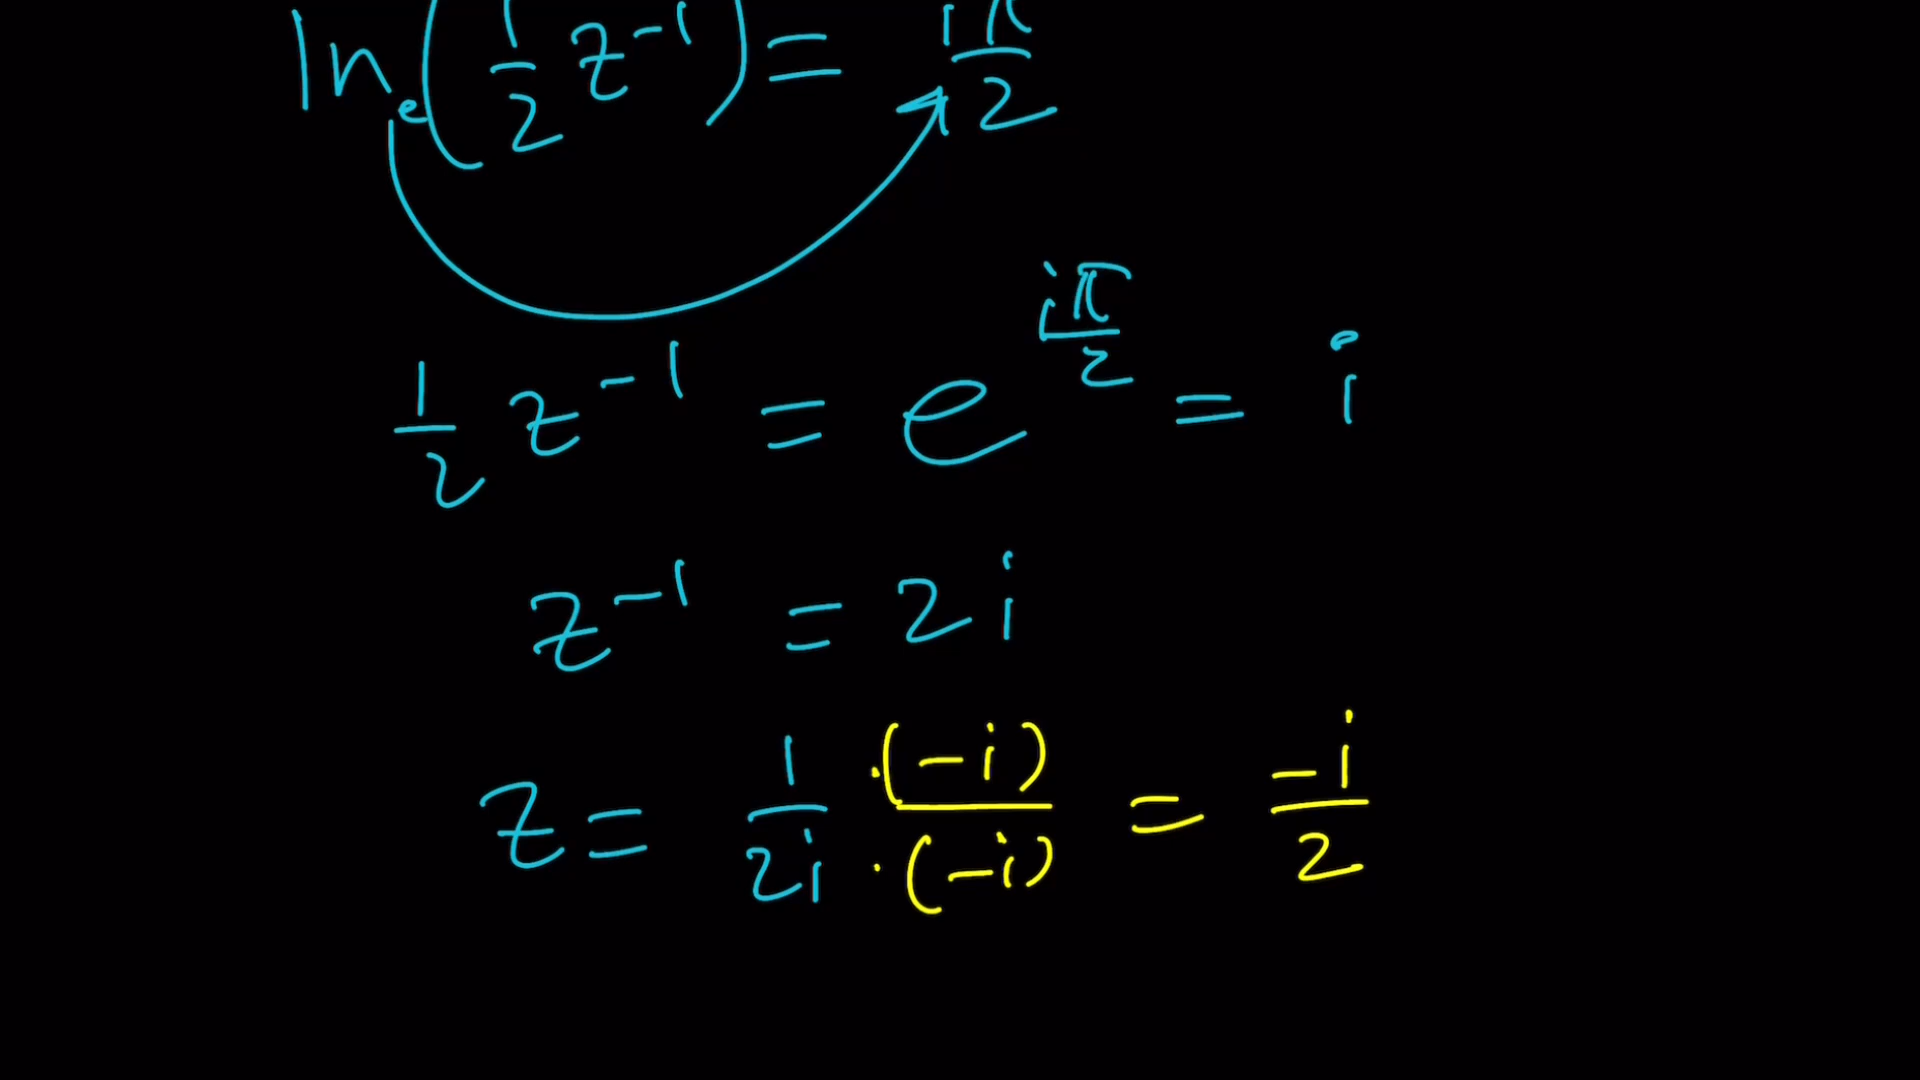 ln_e(1/2 z^-1) = iπ/2
1/2 z^-1 = e^(iπ/2) = i
z^-1 = 2i
z = 1/2i ·(-i)/·(-i) = -i/2